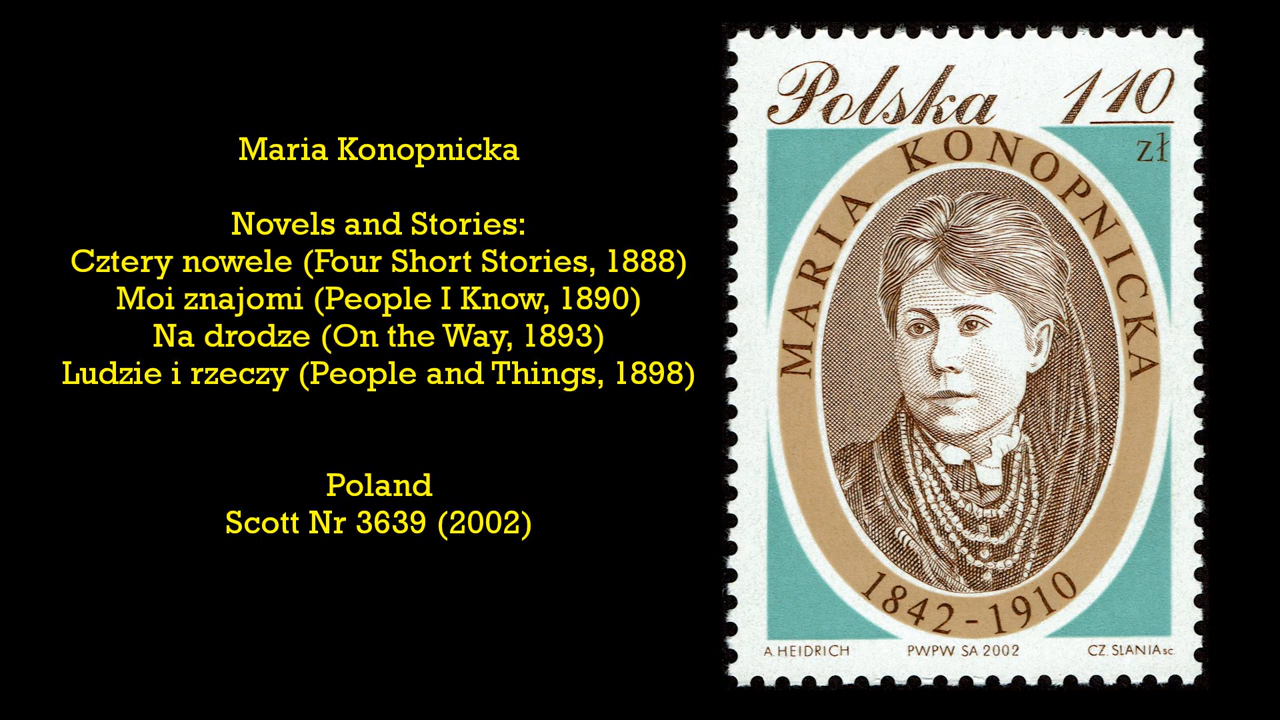 Maria Konopnicka
Novels and Stories:
Cztery nowele (Four Short Stories, 1888)
Moi znajomi (People I Know, 1890)
Na drodze (On the Way, 1893)
Ludzie i rzeczy (People and Things, 1898)
Poland
Scott Nr 3639 (2002)
Polska 110
zł
MARIA KONOPNICKA
1842-1910
A.HEIDRICH PWPW SA 2002 CZ. SLANIA sc.